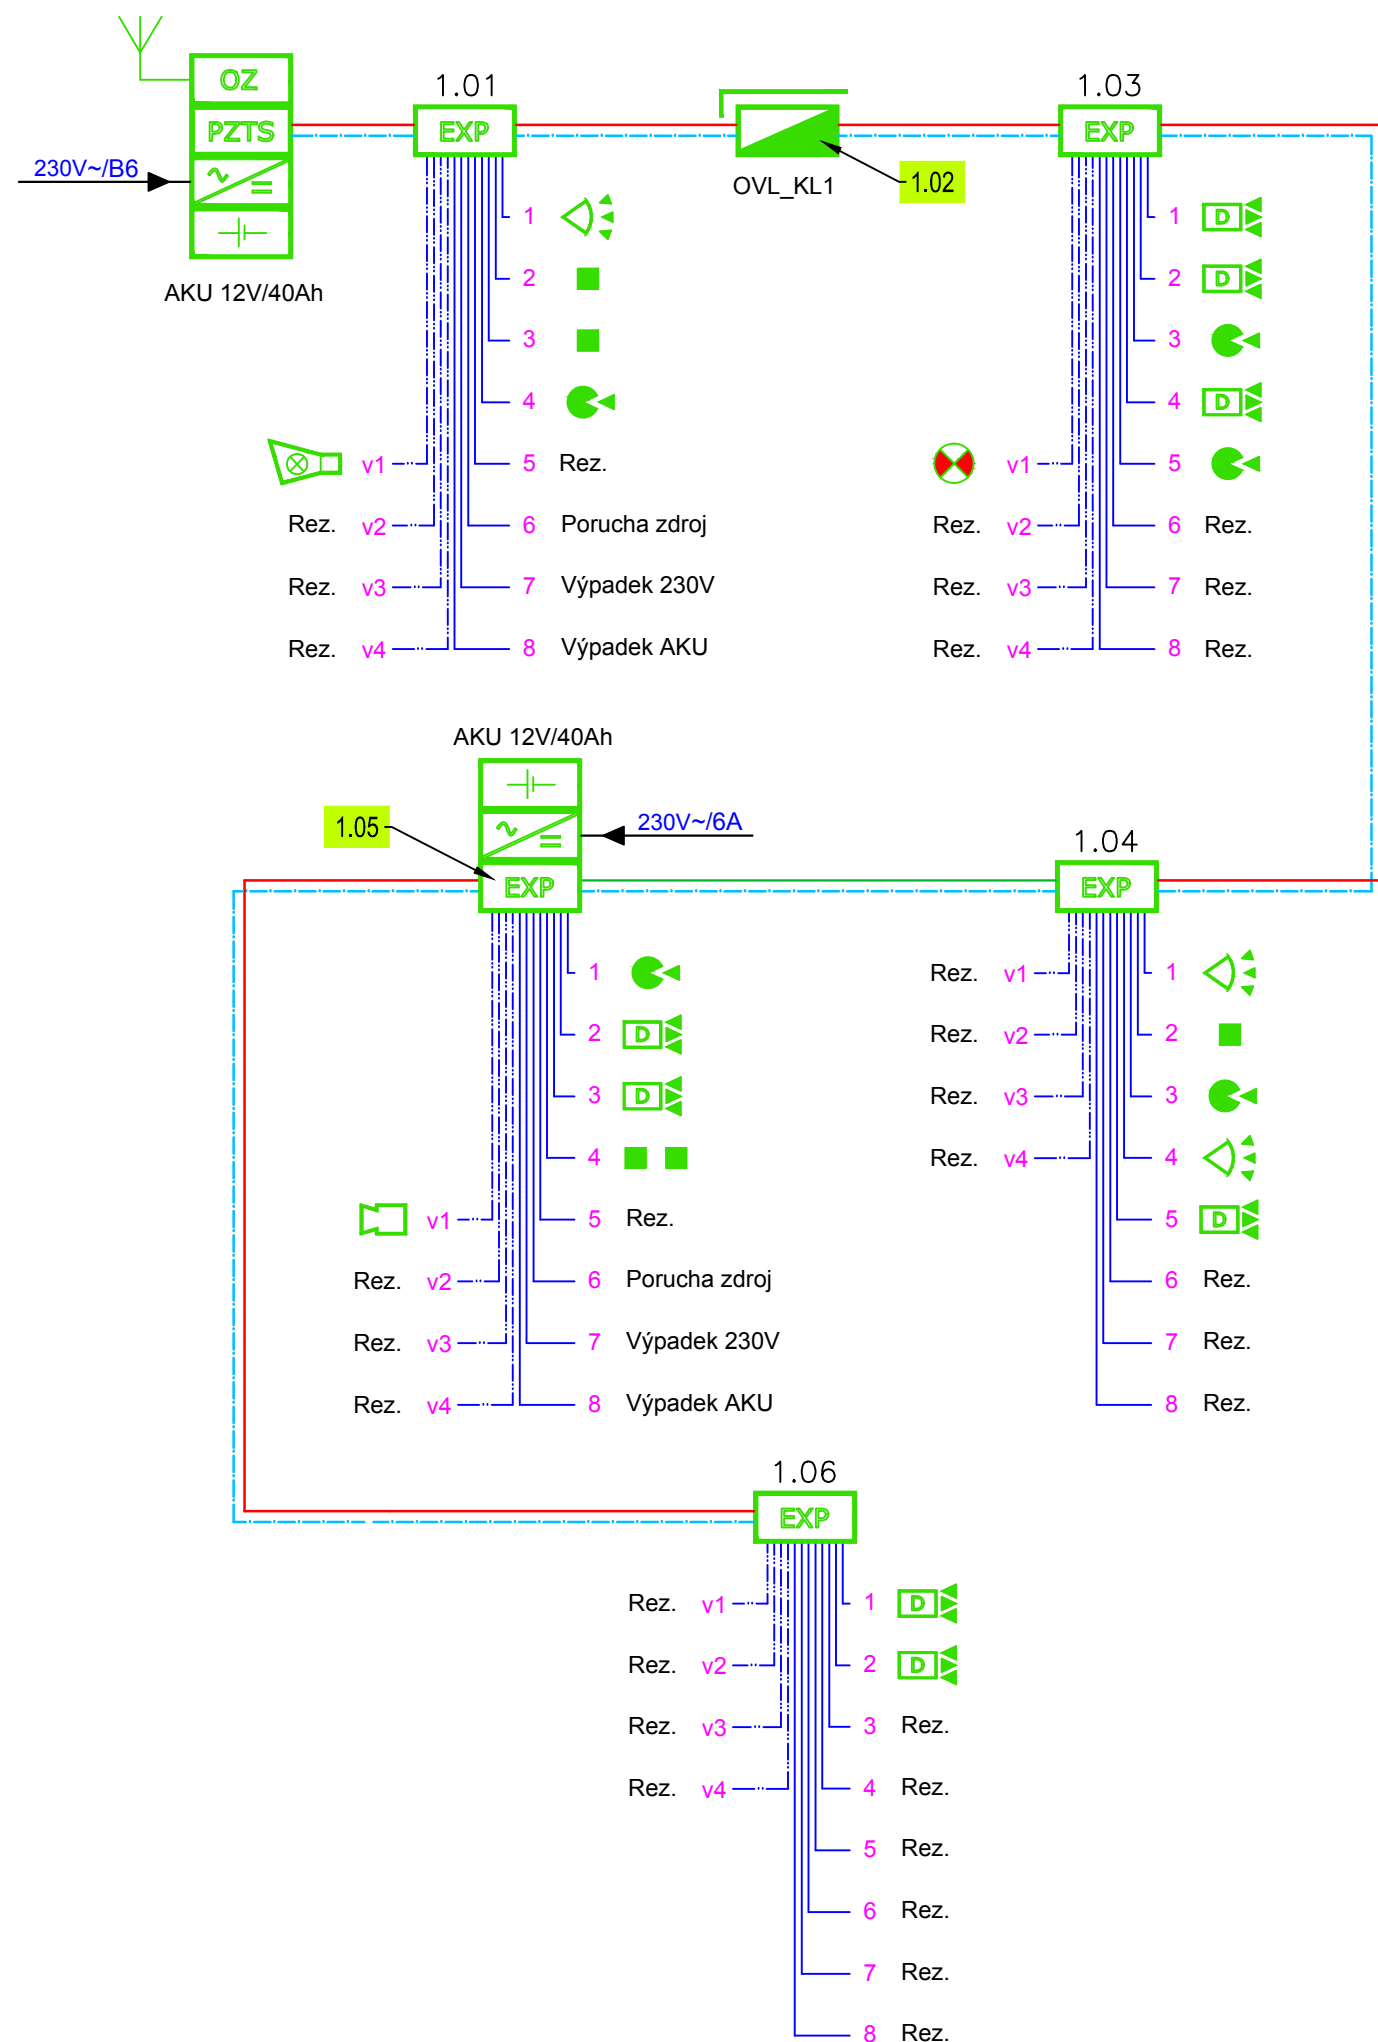 OZ
PZTS
230V~/B6
AKU 12V/40Ah
1.01
EXP
1
2
3
4
v1 5 Rez.
Rez. v2 6 Porucha zdroj
Rez. v3 7 Výpadek 230V
Rez. v4 8 Výpadek AKU
OVL_KL1
1.02
1.03
EXP
1 D
2 D
3
4 D
v1 5
Rez. v2 6 Rez.
Rez. v3 7 Rez.
Rez. v4 8 Rez.
AKU 12V/40Ah
1.05
230V~/6A
EXP
1
2 D
3 D
4
v1 5 Rez.
Rez. v2 6 Porucha zdroj
Rez. v3 7 Výpadek 230V
Rez. v4 8 Výpadek AKU
1.04
EXP
Rez. v1 1
Rez. v2 2
Rez. v3 3
Rez. v4 4
5 D
6 Rez.
7 Rez.
8 Rez.
1.06
EXP
Rez. v1 1 D
Rez. v2 2 D
Rez. v3 3 Rez.
Rez. v4 4 Rez.
5 Rez.
6 Rez.
7 Rez.
8 Rez.